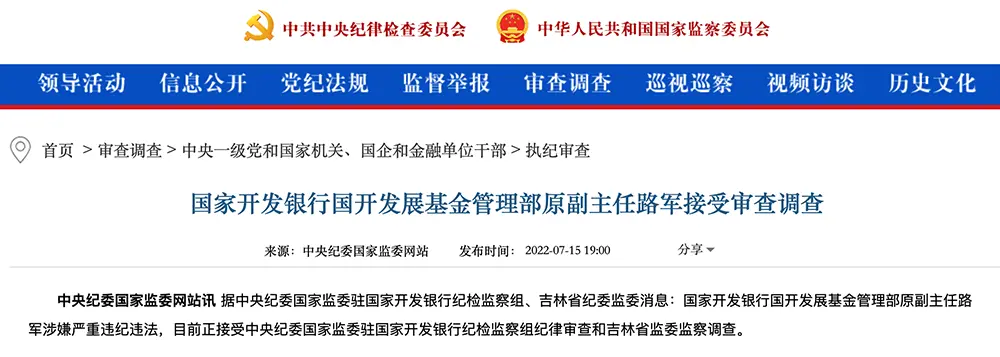 中共中央纪律检查委员会 中华人民共和国国家监察委员会
领导活动 信息公开 党纪法规 监督举报 审查调查 巡视巡察 视频访谈 历史文化
首页 > 审查调查 > 中央一级党和国家机关、国企和金融单位干部 > 执纪审查
国家开发银行国开发展基金管理部原副主任路军接受审查调查
来源：中央纪委国家监委网站 发布时间：2022-07-15 19:00 分享
中央纪委国家监委网站讯 据中央纪委国家监委驻国家开发银行纪检监察组、吉林省纪委监委消息：国家开发银行国开发展基金管理部原副主任路
军涉嫌严重违纪违法，目前正接受中央纪委国家监委驻国家开发银行纪检监察组纪律审查和吉林省监委监察调查。